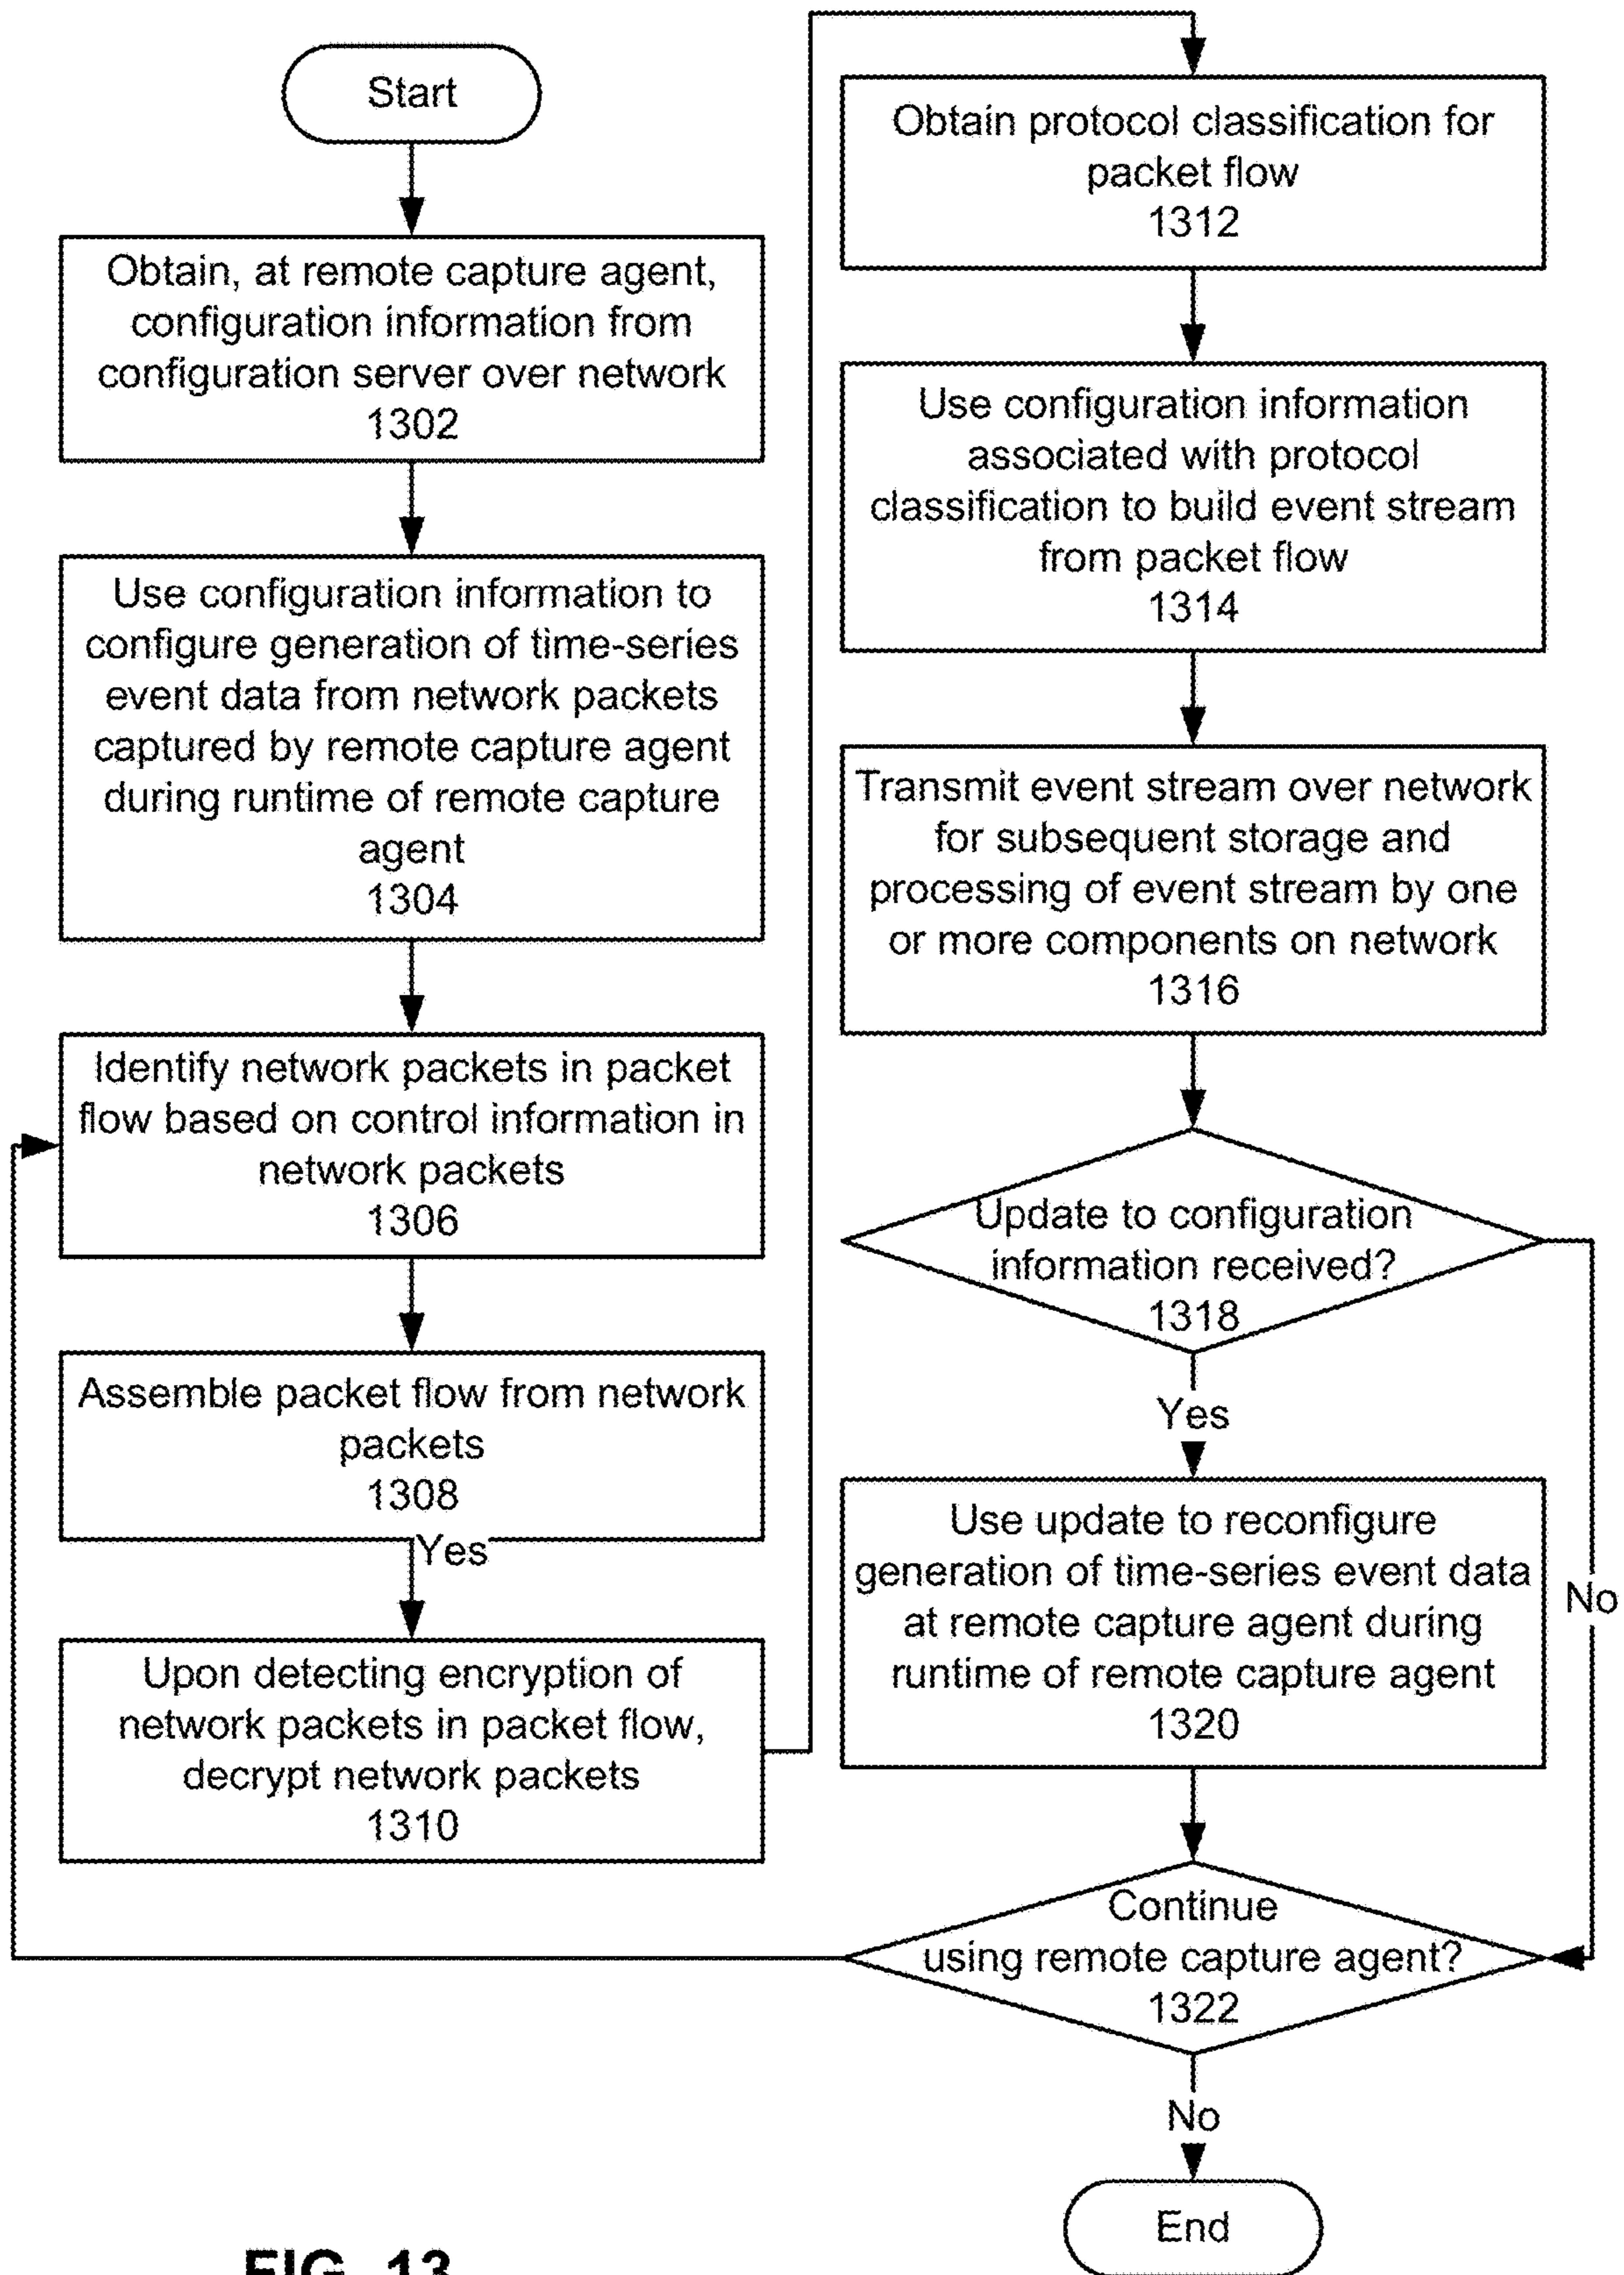 Start
Obtain, at remote capture agent,
configuration information from
configuration server over network
1302
Use configuration information to
configure generation of time-series
event data from network packets
captured by remote capture agent
during runtime of remote capture
agent
1304
Identify network packets in packet
flow based on control information in
network packets
1306
Assemble packet flow from network
packets
1308
Yes
Upon detecting encryption of
network packets in packet flow,
decrypt network packets
1310
Obtain protocol classification for
packet flow
1312
Use configuration information
associated with protocol
classification to build event stream
from packet flow
1314
Transmit event stream over network
for subsequent storage and
processing of event stream by one
or more components on network
1316
Update to configuration
information received?
1318
Yes
No
Use update to reconfigure
generation of time-series event data
at remote capture agent during
runtime of remote capture agent
1320
Continue
using remote capture agent?
1322
No
End
FIG. 13